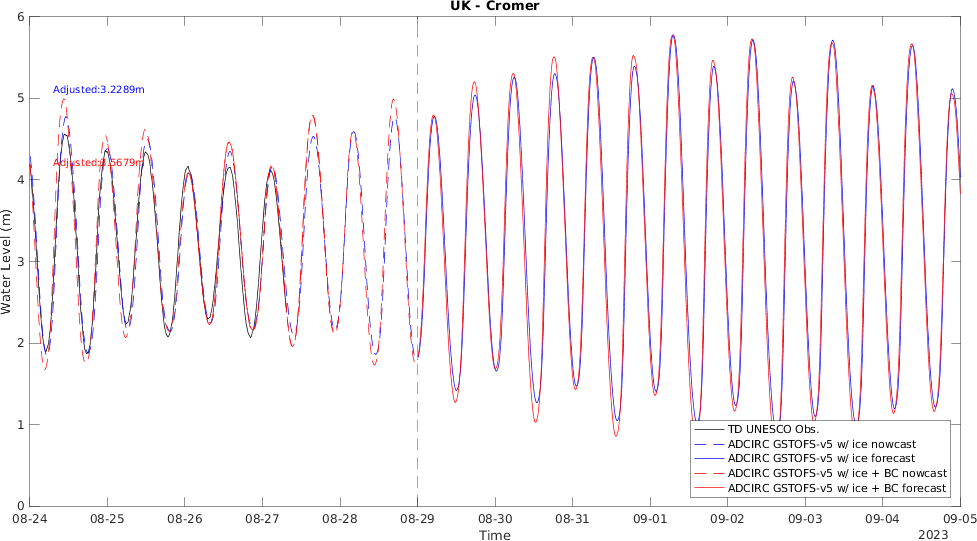 UK - Cromer
6
5
4
3
2
1
0
Water Level (m)
Adjusted:3.2289m
Adjusted:3.5679m
TD UNESCO Obs.
ADCIRC GSTOFS-v5 w/ ice nowcast
ADCIRC GSTOFS-v5 w/ ice forecast
ADCIRC GSTOFS-v5 w/ ice + BC nowcast
ADCIRC GSTOFS-v5 w/ ice + BC forecast
08-24 08-25 08-26 08-27 08-28 08-29 08-30 08-31 09-01 09-02 09-03 09-04 09-05
Time
2023